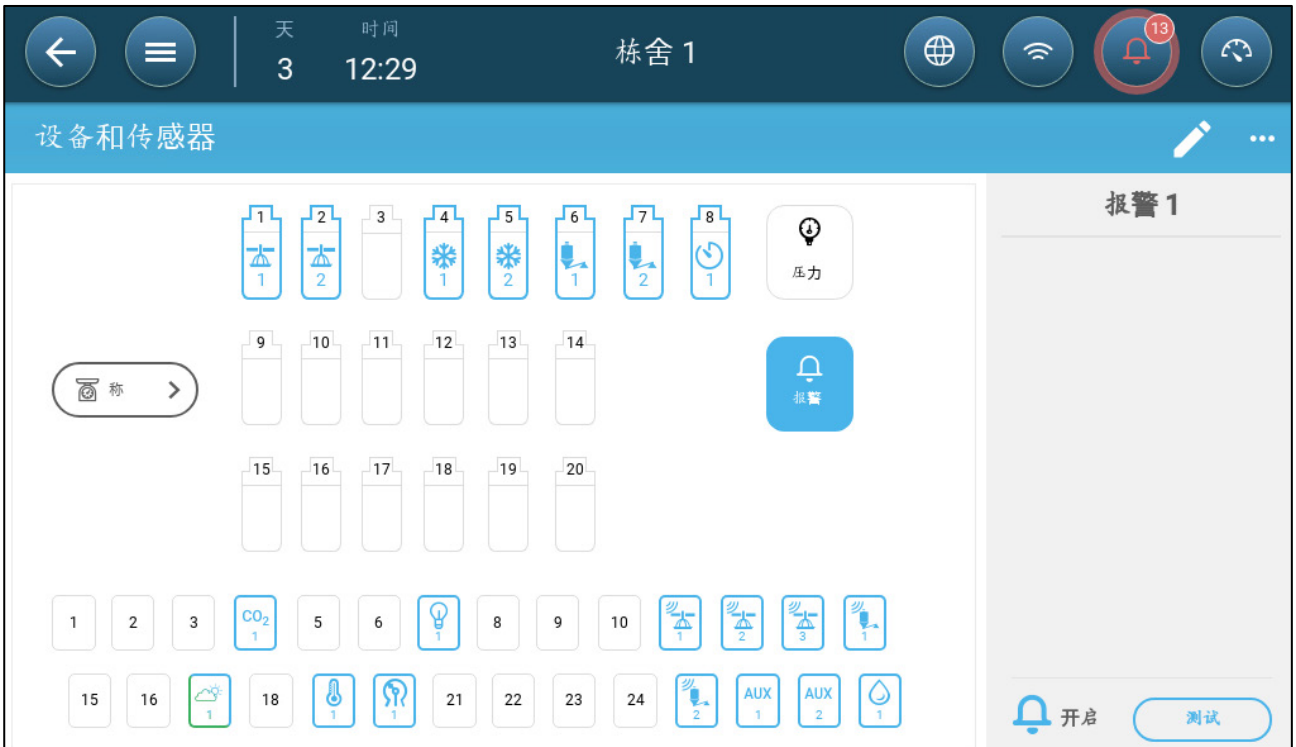 天 时间 13
3 12:29 栋舍 1
设备和传感器
报警 1
1 2 3 4 5 6 7 8
1 2 1 2 1 2 1
压力
9 10 11 12 13 14
称
报警
15 16 17 18 19 20
1 2 3 CO2 1 5 6 1 8 9 10 1 2 3 1
15 16 1 18 1 1 21 22 23 24 2 AUX 1 AUX 2 1
开启 测试